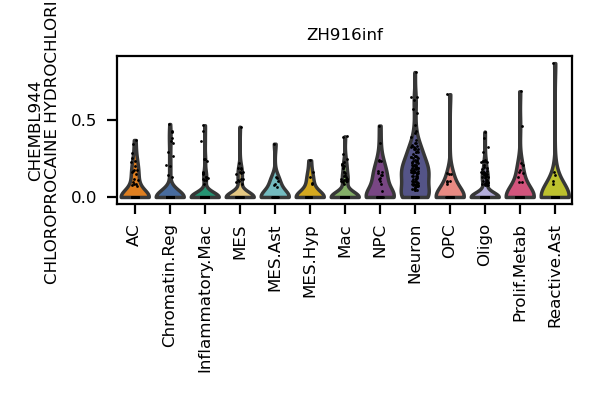 ZH916inf
CHEMBL944
CHLOROPROCAINE HYDROCHLORI
0.5
0.0
AC
Chromatin.Reg
Inflammatory.Mac
MES
MES.Ast
MES.Hyp
Mac
NPC
Neuron
OPC
Oligo
Prolif.Metab
Reactive.Ast